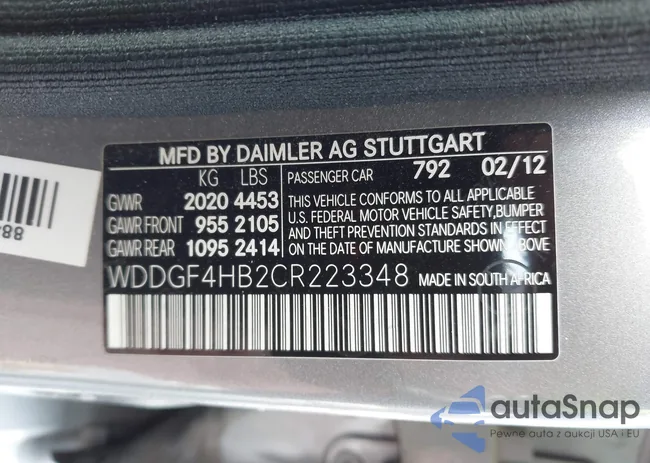 MFD BY DAIMLER AG STUTTGART
KG LBS
GVWR 2020 4453
GAWR FRONT 955 2105
GAWR REAR 1095 2414
PASSENGER CAR 792 02/12
THIS VEHICLE CONFORMS TO ALL APPLICABLE
U.S. FEDERAL MOTOR VEHICLE SAFETY, BUMPER
AND THEFT PREVENTION STANDARDS IN EFFECT
ON THE DATE OF MANUFACTURE SHOWN ABOVE
WDDGF4HB2CR223348 MADE IN SOUTH AFRICA
autaSnap
Pewne auta z aukcji USA i EU